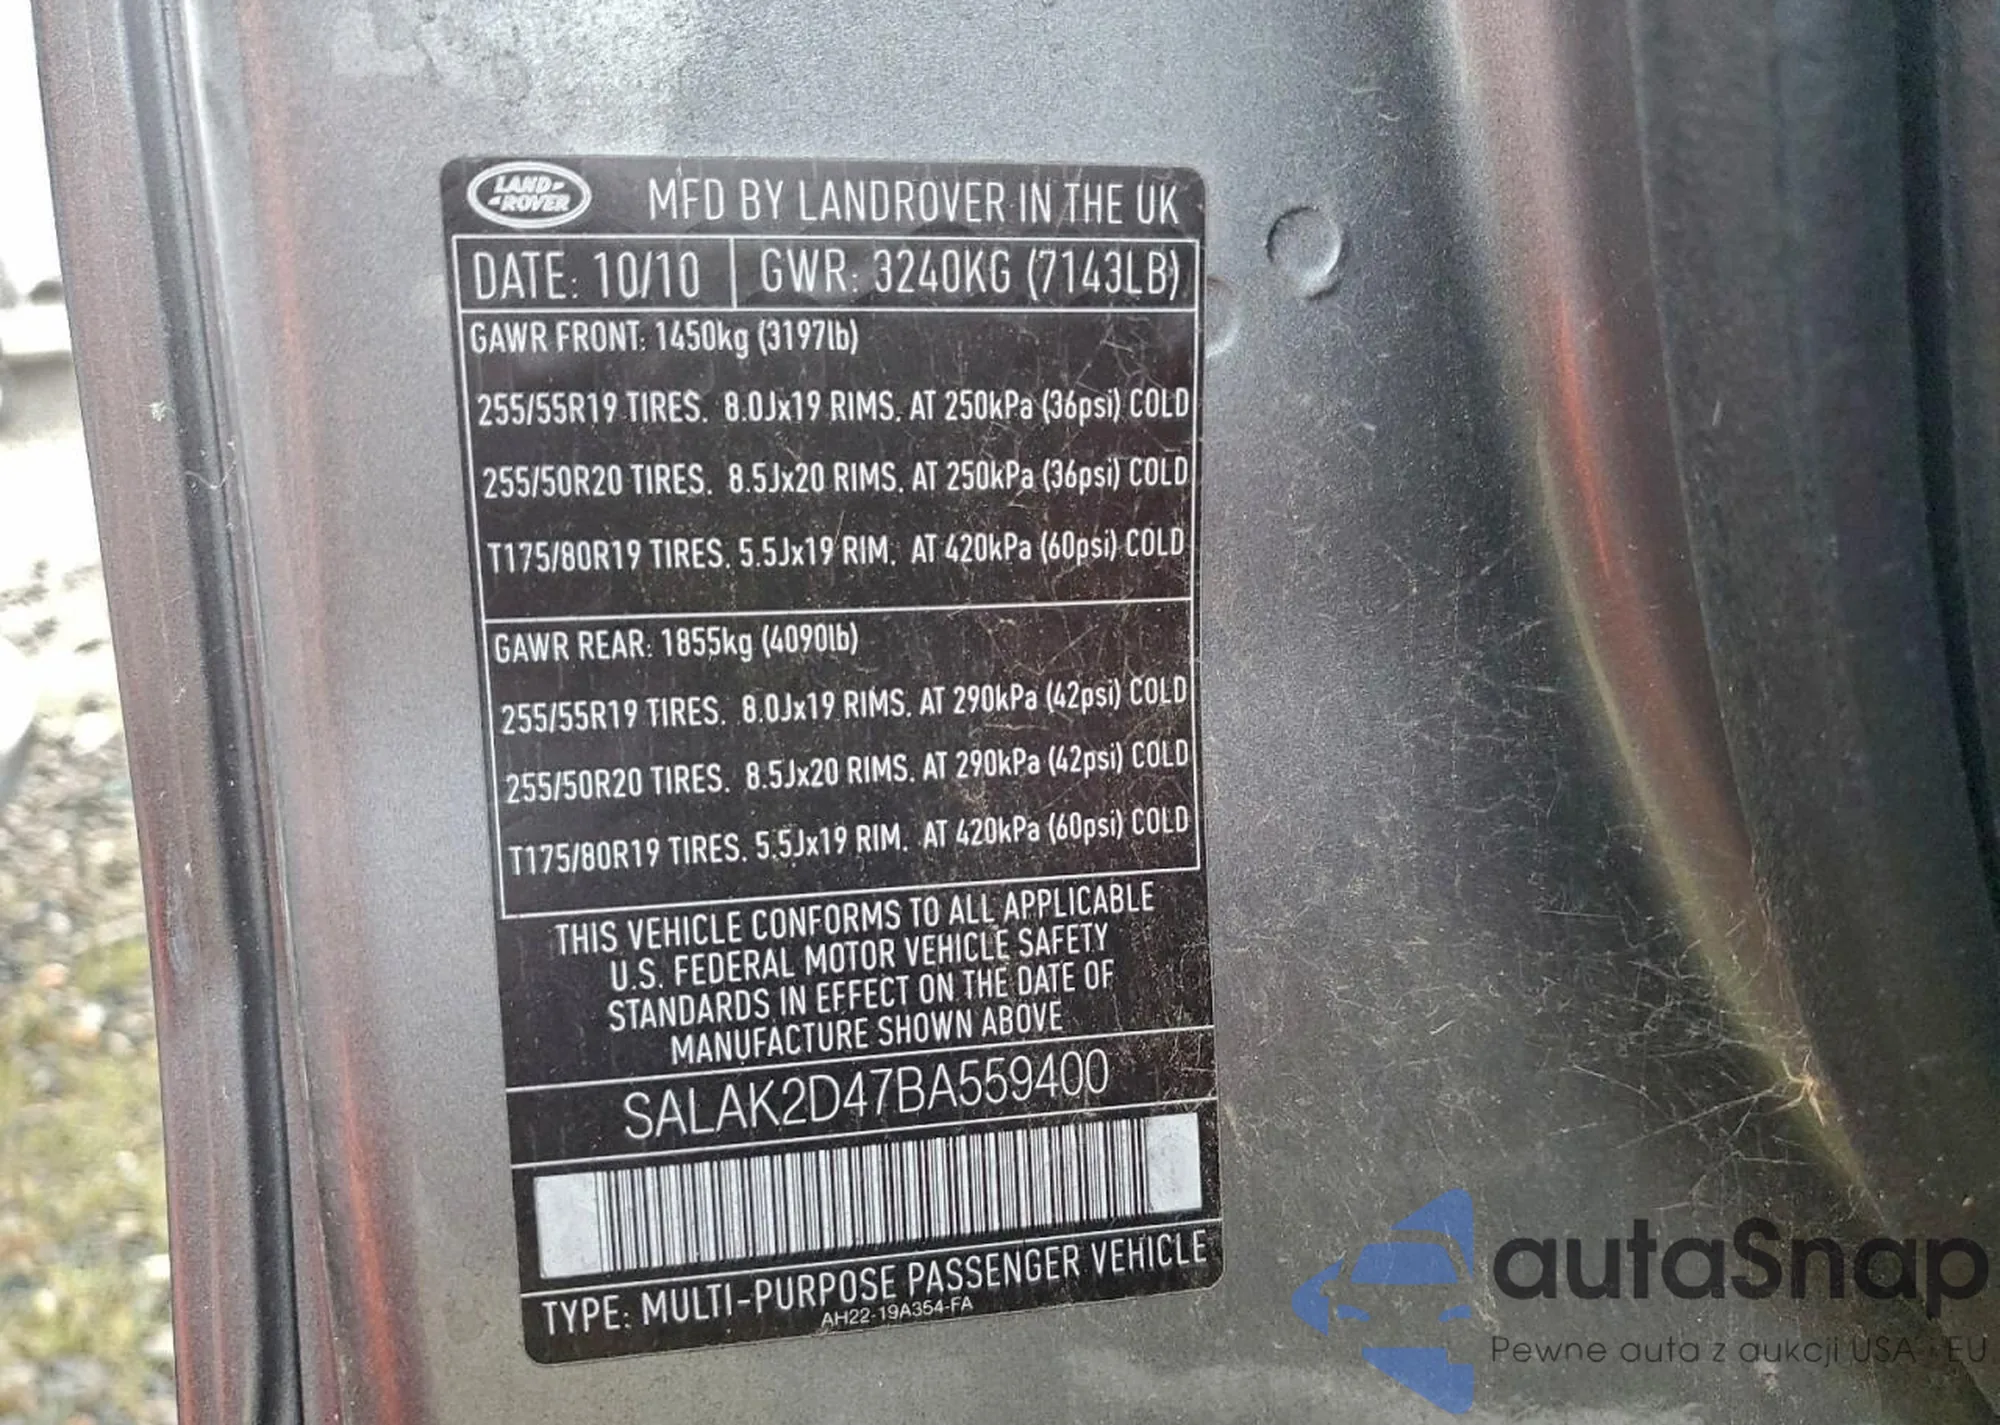 LAND-
-ROVER
MFD BY LANDROVER IN THE UK
DATE: 10/10 GWR: 3240KG (7143LB)
GAWR FRONT: 1450kg (3197lb)
255/55R19 TIRES. 8.0Jx19 RIMS. AT 250kPa (36psi) COLD
255/50R20 TIRES. 8.5Jx20 RIMS. AT 250kPa (36psi) COLD
T175/80R19 TIRES. 5.5Jx19 RIM. AT 420kPa (60psi) COLD
GAWR REAR: 1855kg (4090lb)
255/55R19 TIRES. 8.0Jx19 RIMS. AT 290kPa (42psi) COLD
255/50R20 TIRES. 8.5Jx20 RIMS. AT 290kPa (42psi) COLD
T175/80R19 TIRES. 5.5Jx19 RIM. AT 420kPa (60psi) COLD
THIS VEHICLE CONFORMS TO ALL APPLICABLE
U.S. FEDERAL MOTOR VEHICLE SAFETY
STANDARDS IN EFFECT ON THE DATE OF
MANUFACTURE SHOWN ABOVE
SALAK2D47BA559400
TYPE: MULTI-PURPOSE PASSENGER VEHICLE
AH22-19A354-FA
autaSnap
Pewne auta z aukcji USA i EU